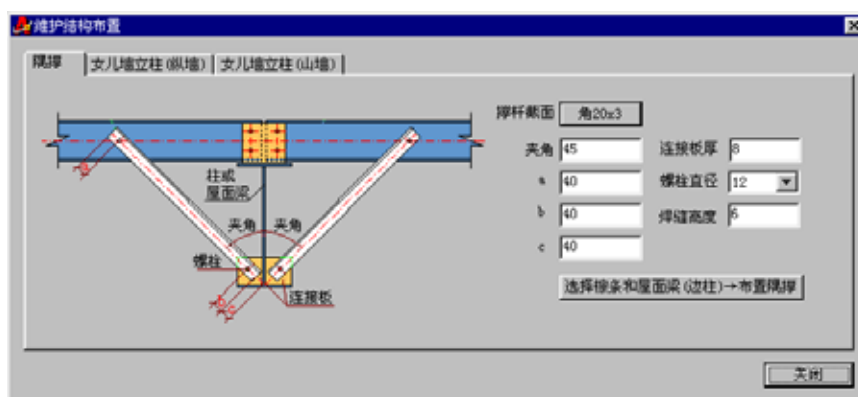 维护结构布置
隅撑 女儿墙立柱(纵墙) 女儿墙立柱(山墙)
撑杆截面 角20x3
夹角 45 连接板厚 8
a 40 螺栓直径 12
b 40 焊缝高度 6
c 40
选择檩条和屋面梁(边柱)→布置隅撑
柱或
屋面梁
夹角 夹角
螺栓
连接板
a
b
c
关闭